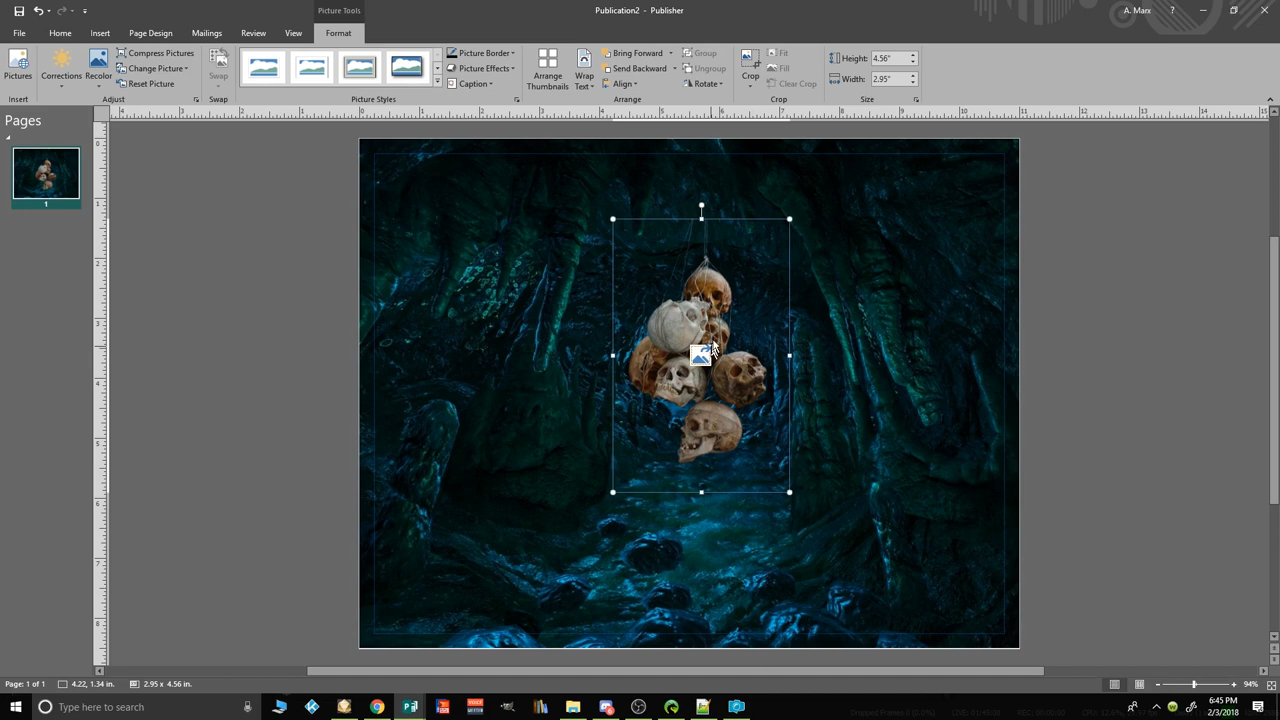 Picture Tools
Publication2 - Publisher
A. Marx ?
File Home Insert Page Design Mailings Review View Format
Pictures Corrections Recolor Compress Pictures Change Picture Reset Picture Swap
Picture Border Picture Effects Caption
Arrange Thumbnails Wrap Text
Bring Forward Send Backward Align
Group Ungroup Rotate
Crop Fit Fill Clear Crop
Height: 4.56"
Width: 2.95"
Insert Adjust Swap Picture Styles Arrange Crop Size
Pages
1
Page: 1 of 1 4.22, 1.34 in. 2.95 x 4.56 in. 94%
Type here to search
6:45 PM
2/3/2018